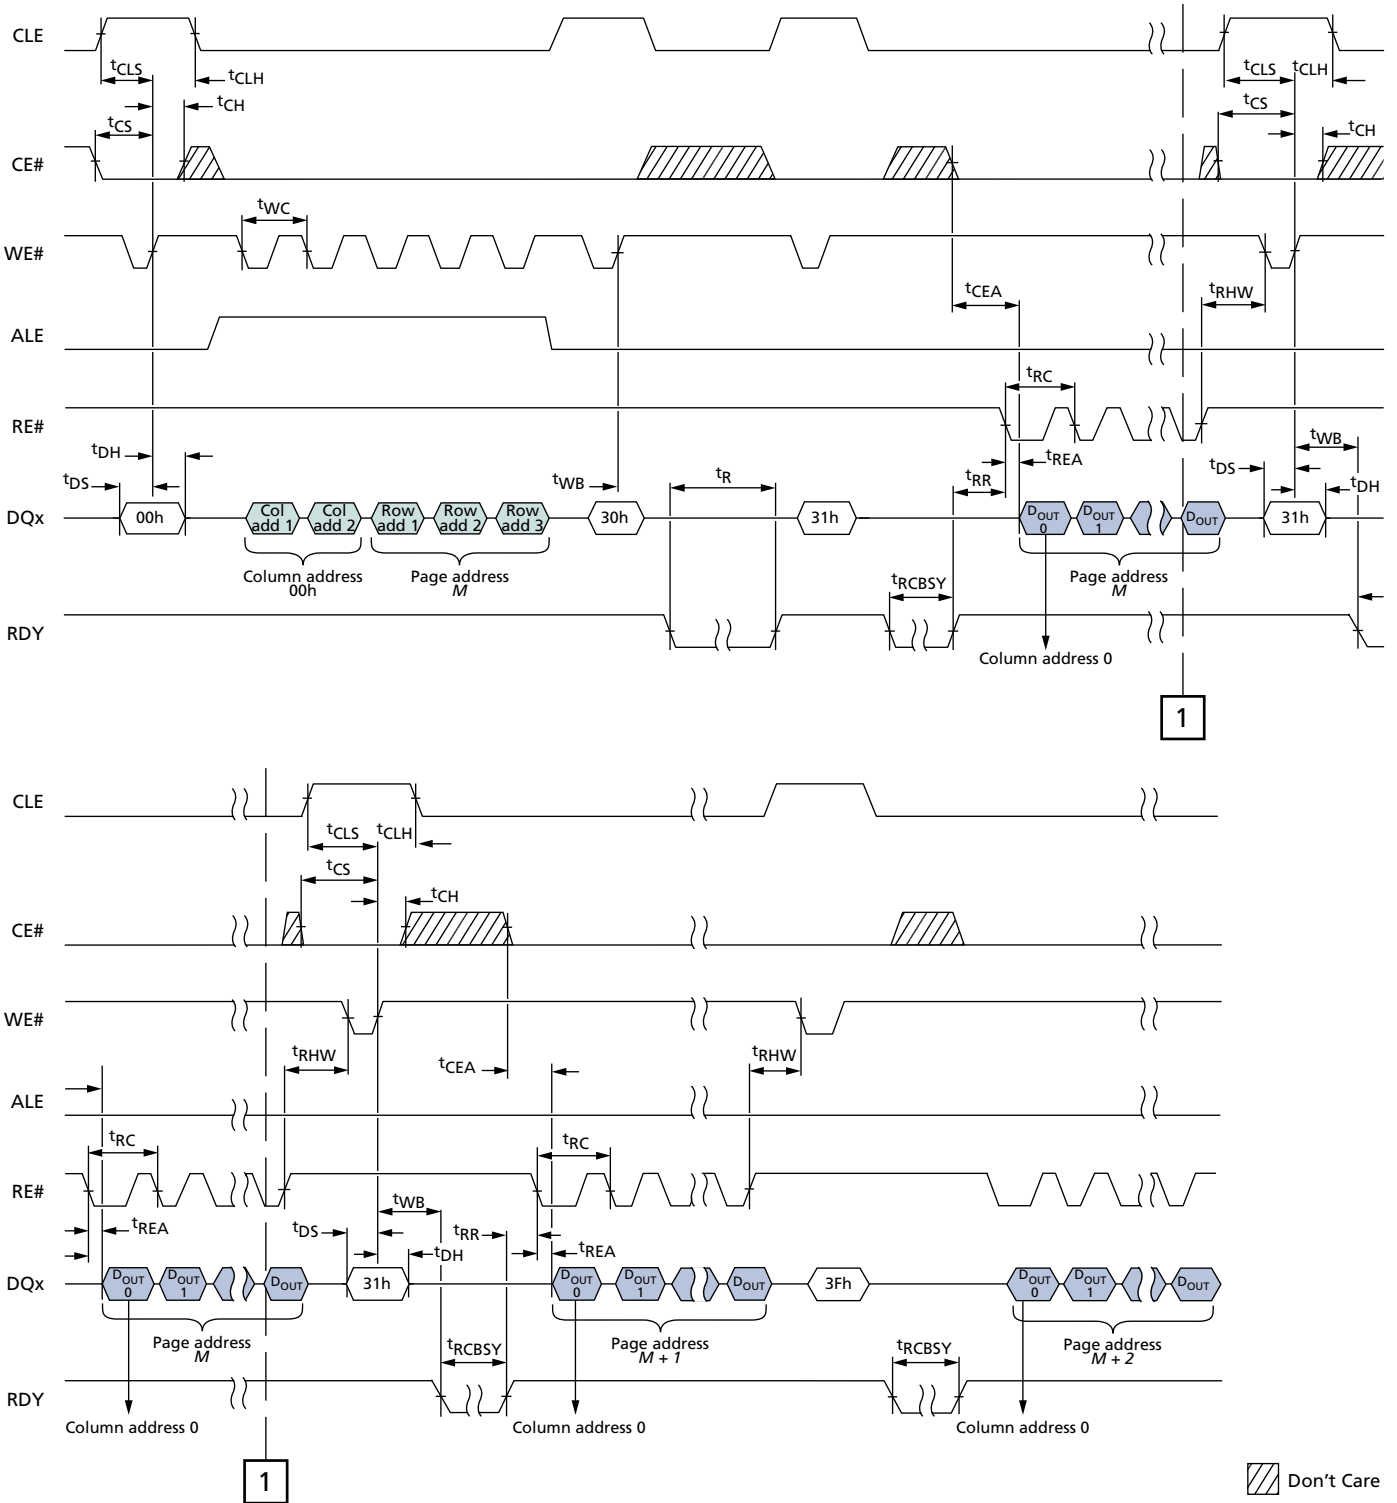 CLE
tCLS
tCLH
tCLS
tCLH
tCH
tCS
tCS
tCH
CE#
tWC
WE#
tCEA
tRHW
ALE
tRC
RE#
tDH
tWB
tREA
tDS
tWB
tR
tRR
tDS
tDH
DQx
00h
Col add 1
Col add 2
Row add 1
Row add 2
Row add 3
30h
31h
DOUT 0
DOUT 1
DOUT
31h
Column address 00h
Page address M
tRCBSY
Page address M
RDY
Column address 0
1
CLE
tCLS
tCLH
tCS
tCH
CE#
WE#
tRHW
tCEA
tRHW
ALE
tRC
tRC
RE#
tREA
tDS
tWB
tRR
tDH
tREA
DQx
DOUT 0
DOUT 1
DOUT
31h
DOUT 0
DOUT 1
DOUT
3Fh
DOUT 0
DOUT 1
DOUT
Page address M
tRCBSY
Page address M + 1
tRCBSY
Page address M + 2
RDY
Column address 0
Column address 0
Column address 0
1
Don't Care